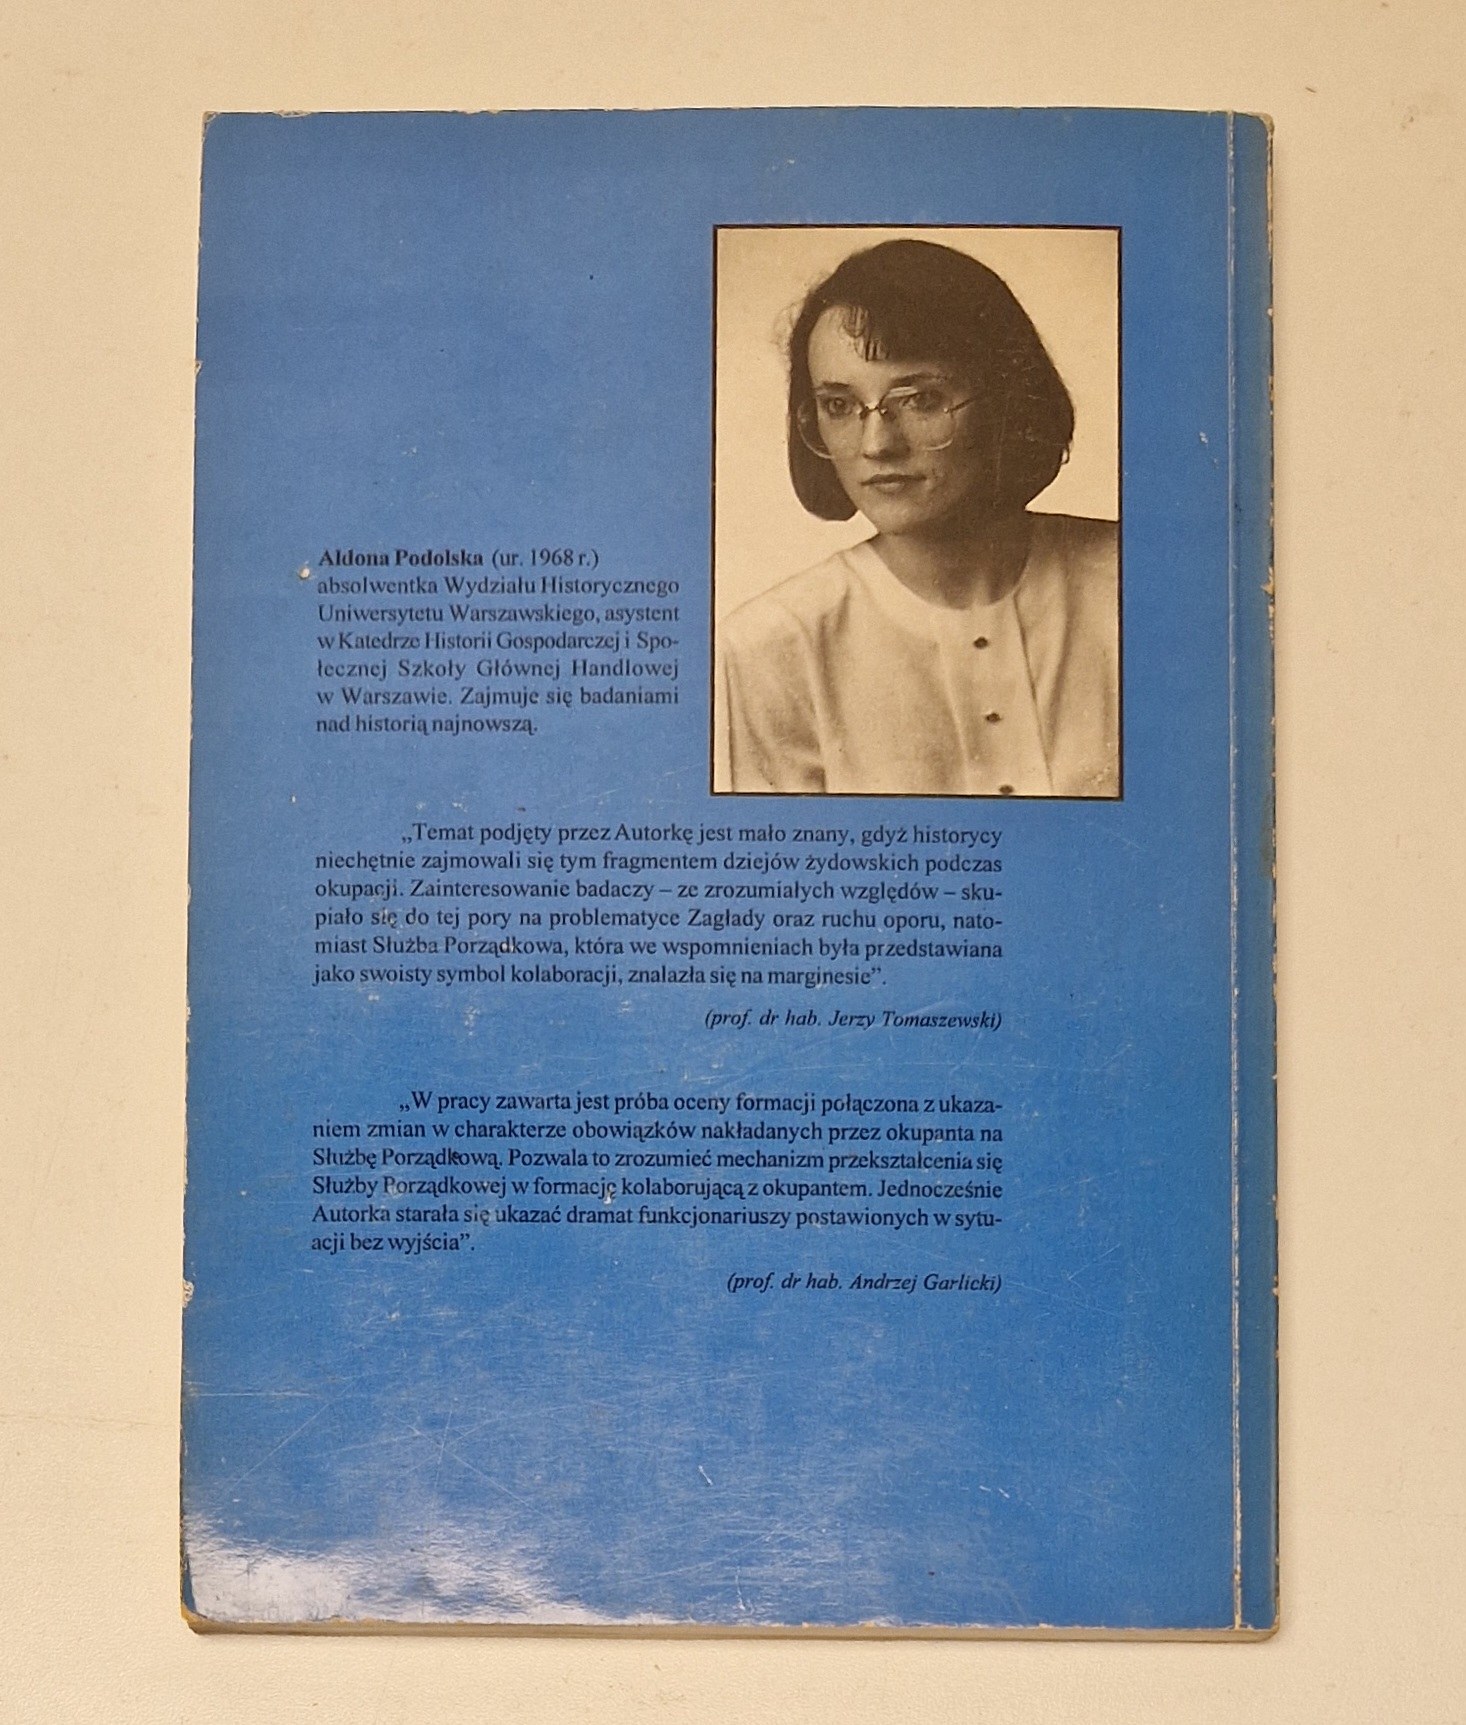 Aldona Podolska (ur. 1968 r.)
absolwentka Wydziału Historycznego
Uniwersytetu Warszawskiego, asystent
w Katedrze Historii Gospodarczej i Spo-
łecznej Szkoły Głównej Handlowej
w Warszawie. Zajmuje się badaniami
nad historią najnowszą.
„Temat podjęty przez Autorkę jest mało znany, gdyż historycy
niechętnie zajmowali się tym fragmentem dziejów żydowskich podczas
okupacji. Zainteresowanie badaczy – ze zrozumiałych względów – sku-
piało się do tej pory na problematyce Zagłady oraz ruchu oporu, nato-
miast Służba Porządkowa, która we wspomnieniach była przedstawiana
jako swoisty symbol kolaboracji, znalazła się na marginesie”.
(prof. dr hab. Jerzy Tomaszewski)
„W pracy zawarta jest próba oceny formacji połączona z ukaza-
niem zmian w charakterze obowiązków nakładanych przez okupanta na
Służbę Porządkową. Pozwala to zrozumieć mechanizm przekształcenia się
Służby Porządkowej w formację kolaborującą z okupantem. Jednocześnie
Autorka starała się ukazać dramat funkcjonariuszy postawionych w sytu-
acji bez wyjścia”.
(prof. dr hab. Andrzej Garlicki)